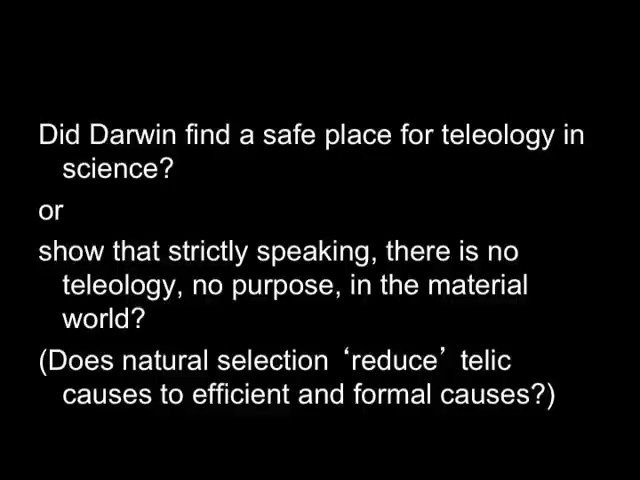 Did Darwin find a safe place for teleology in
science?
or
show that strictly speaking, there is no
teleology, no purpose, in the material
world?
(Does natural selection ‘reduce’ telic
causes to efficient and formal causes?)